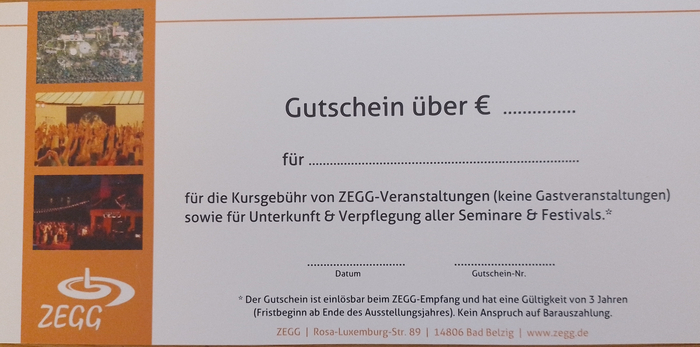 Gutschein über € ...............
für .................................................................
für die Kursgebühr von ZEGG-Veranstaltungen (keine Gastveranstaltungen)
sowie für Unterkunft & Verpflegung aller Seminare & Festivals.*
Datum
Gutschein-Nr.
* Der Gutschein ist einlösbar beim ZEGG-Empfang und hat eine Gültigkeit von 3 Jahren
(Fristbeginn ab Ende des Ausstellungsjahres). Kein Anspruch auf Barauszahlung.
ZEGG | Rosa-Luxemburg-Str. 89 | 14806 Bad Belzig | www.zegg.de
ZEGG